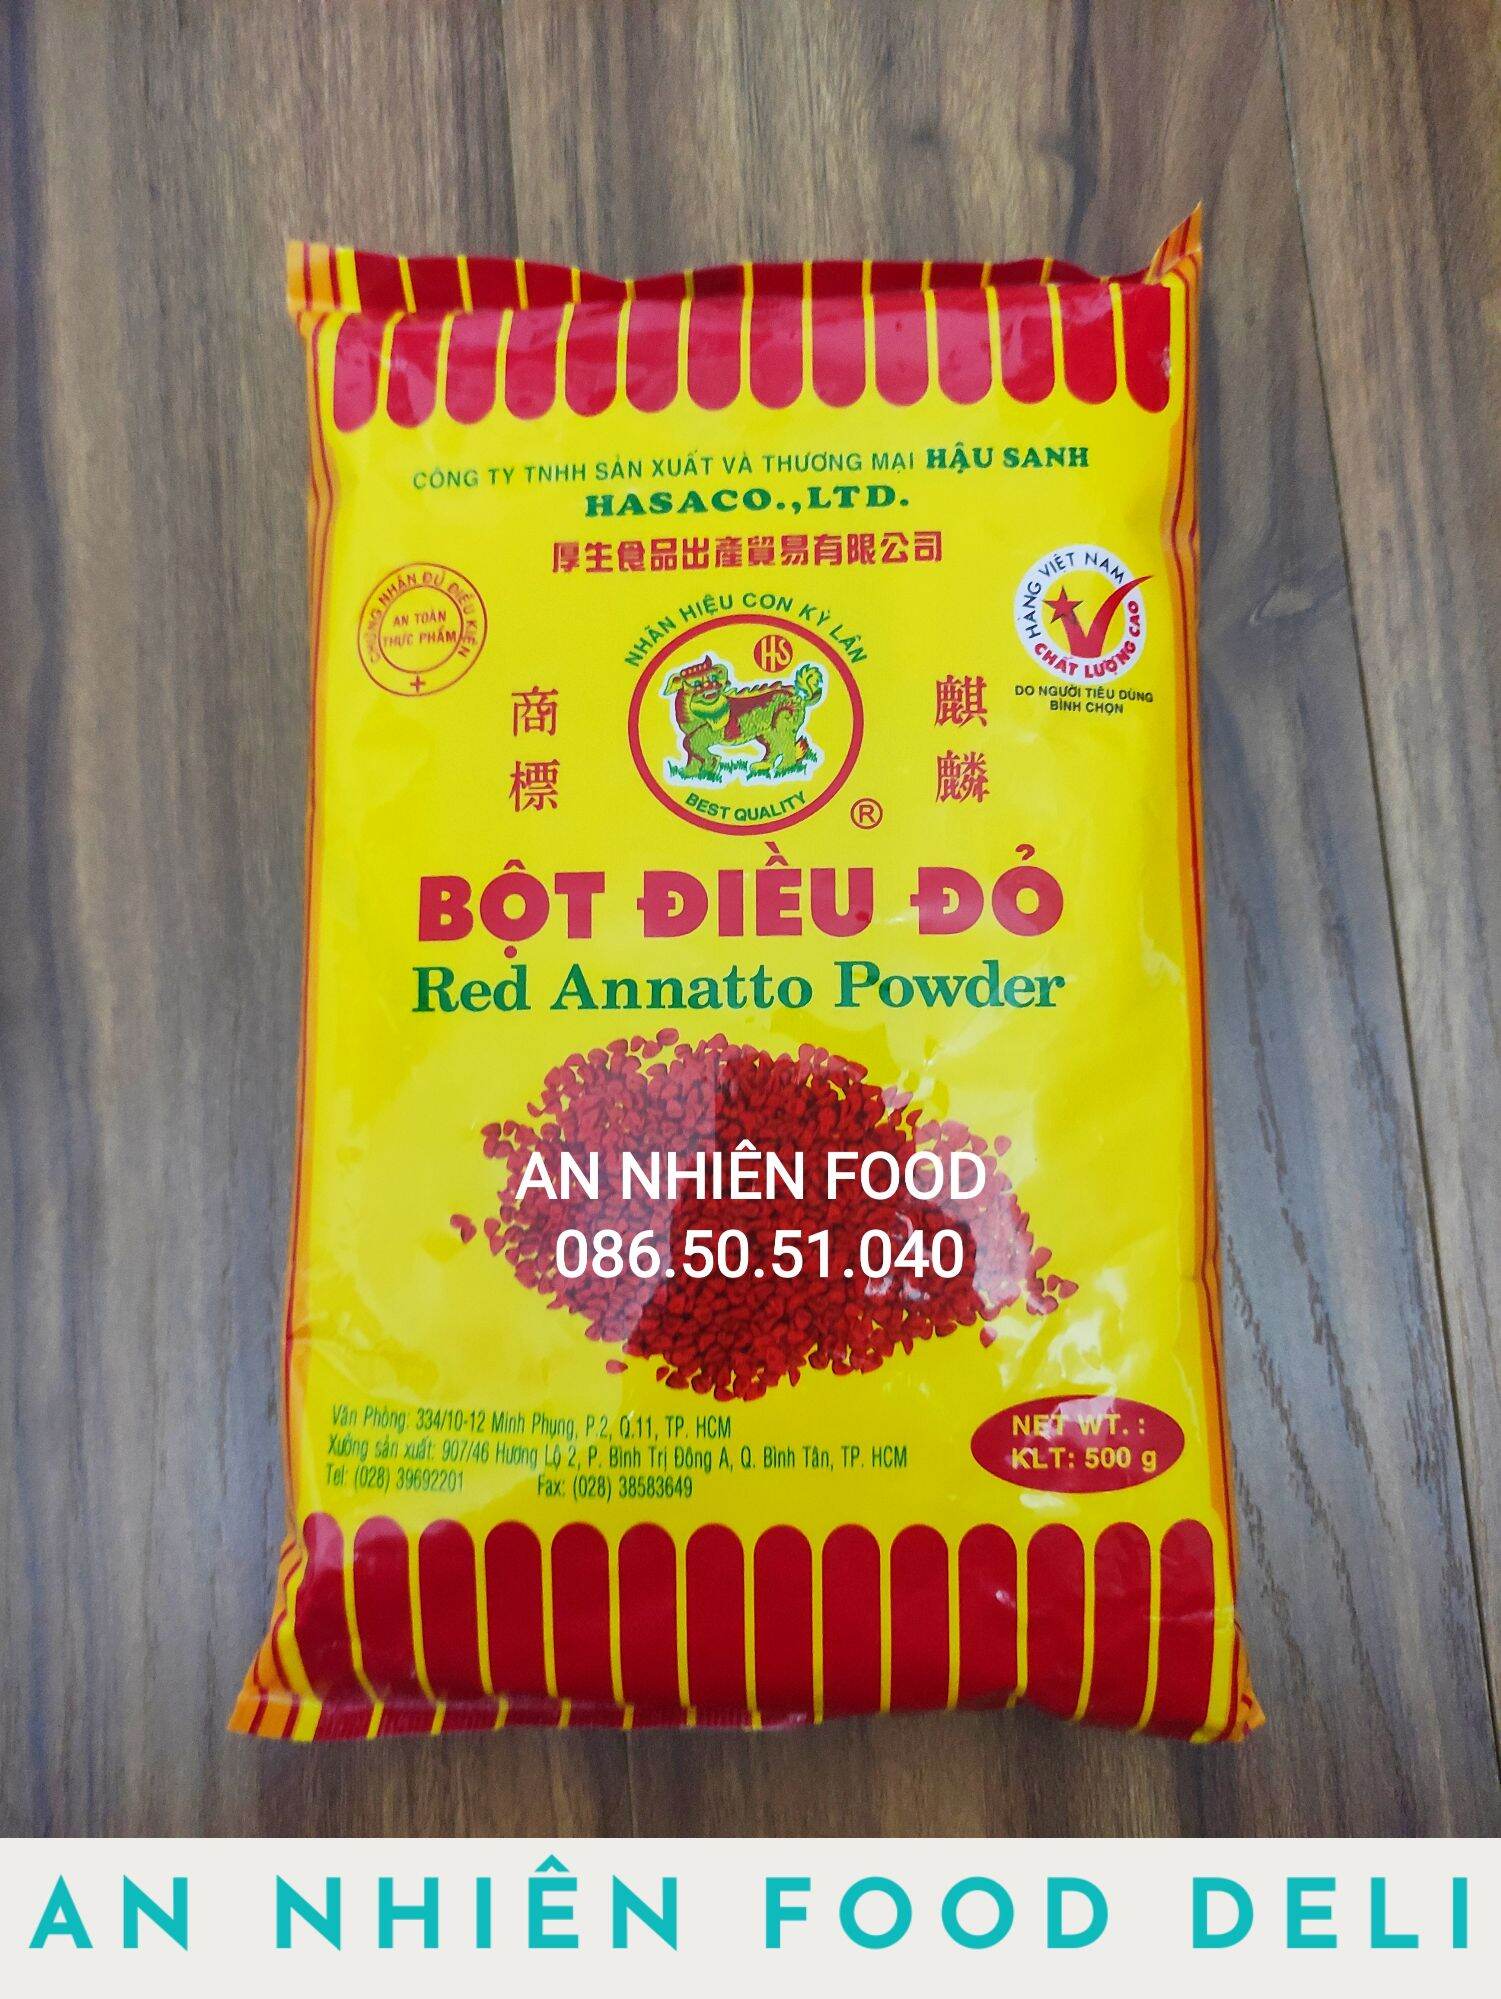 CÔNG TY TNHH SẢN XUẤT VÀ THƯƠNG MẠI HẬU SANH
HASACO.,LTD.
厚生食品出產貿易有限公司
CHỨNG NHẬN ĐỦ ĐIỀU KIỆN
AN TOÀN
THỰC PHẨM
NHÃN HIỆU CON KỲ LÂN
HS
BEST QUALITY
®
商標
麒麟
HÀNG VIỆT NAM
CHẤT LƯỢNG CAO
DO NGƯỜI TIÊU DÙNG
BÌNH CHỌN
BỘT ĐIỀU ĐỎ
Red Annatto Powder
AN NHIÊN FOOD
086.50.51.040
Văn Phòng: 334/10-12 Minh Phụng, P.2, Q.11, TP. HCM
Xưởng sản xuất: 907/46 Hương Lộ 2, P. Bình Trị Đông A, Q. Bình Tân, TP. HCM
Tel: (028) 39692201 Fax: (028) 38583649
NET WT. :
KLT: 500 g
AN NHIÊN FOOD DELI